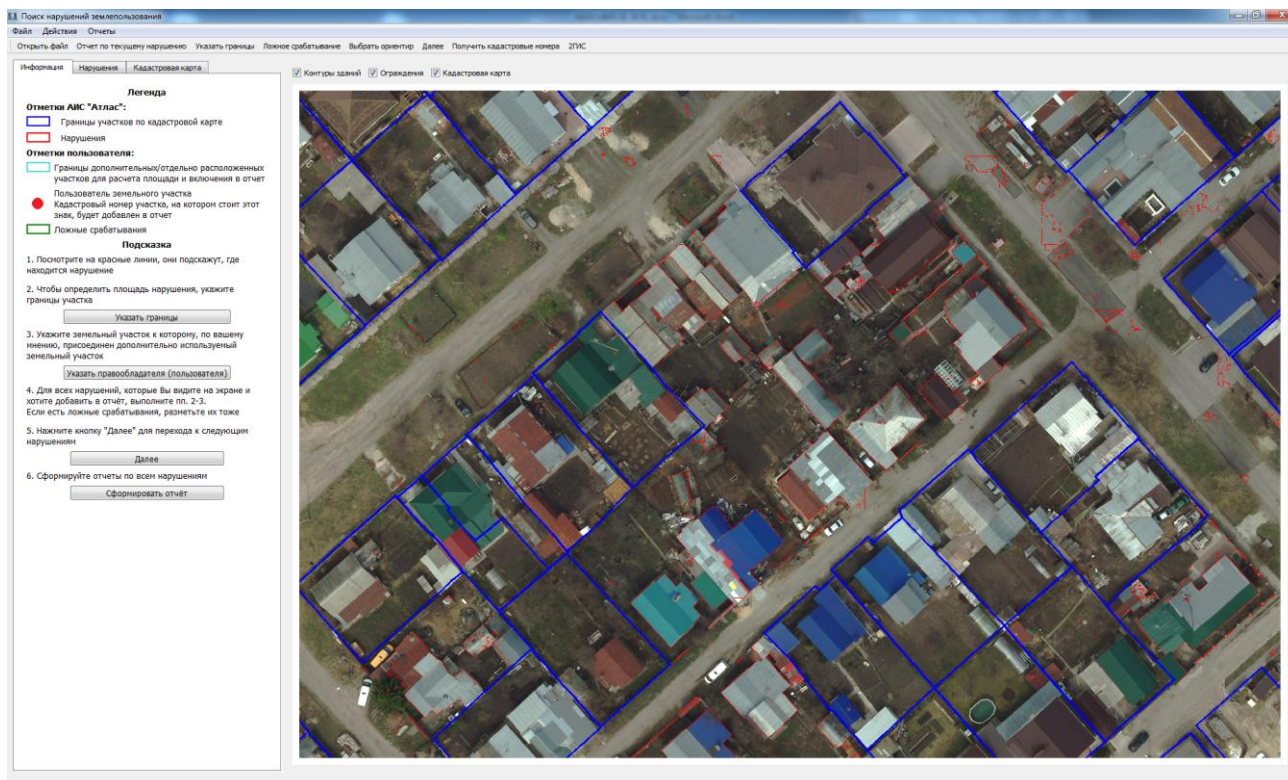 Поиск нарушений землепользования
Файл Действия Отчеты
Открыть файл Отчет по текущему нарушению Указать границы Ложное срабатывание Выбрать ориентир Далее Получить кадастровые номера 2ГИС
Информация Нарушения Кадастровая карта
Контуры зданий Ограждения Кадастровая карта
Легенда
Отметки АИС "Атлас":
Границы участков по кадастровой карте
Нарушения
Отметки пользователя:
Границы дополнительных/отдельно расположенных
участков для расчета площади и включения в отчет
Пользователь земельного участка
Кадастровый номер участка, на котором стоит этот
знак, будет добавлен в отчет
Ложные срабатывания
Подсказка
1. Посмотрите на красные линии, они подскажут, где
находится нарушение
2. Чтобы определить площадь нарушения, укажите
границы участка
Указать границы
3. Укажите земельный участок к которому, по вашему
мнению, присоединен дополнительно используемый
земельный участок
Указать правообладателя (пользователя)
4. Для всех нарушений, которые Вы видите на экране и
хотите добавить в отчёт, выполните пп. 2-3.
Если есть ложные срабатывания, разметьте их тоже
5. Нажмите кнопку "Далее" для перехода к следующим
нарушениям
Далее
6. Сформируйте отчеты по всем нарушениям
Сформировать отчёт